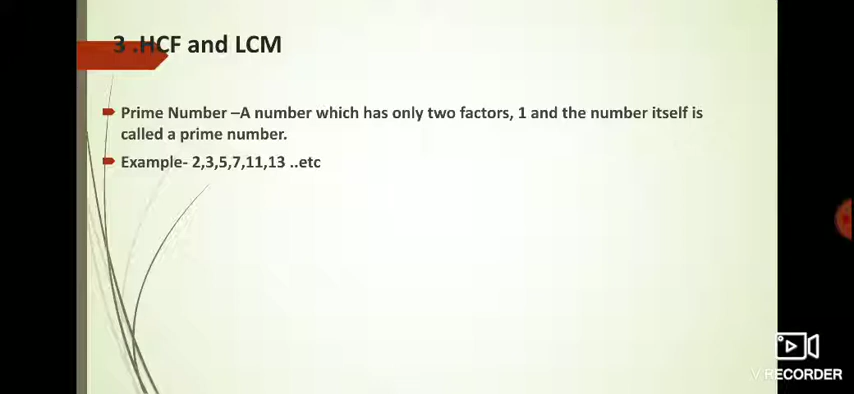 3 .HCF and LCM
Prime Number –A number which has only two factors, 1 and the number itself is
called a prime number.
Example- 2,3,5,7,11,13 ..etc
V RECORDER